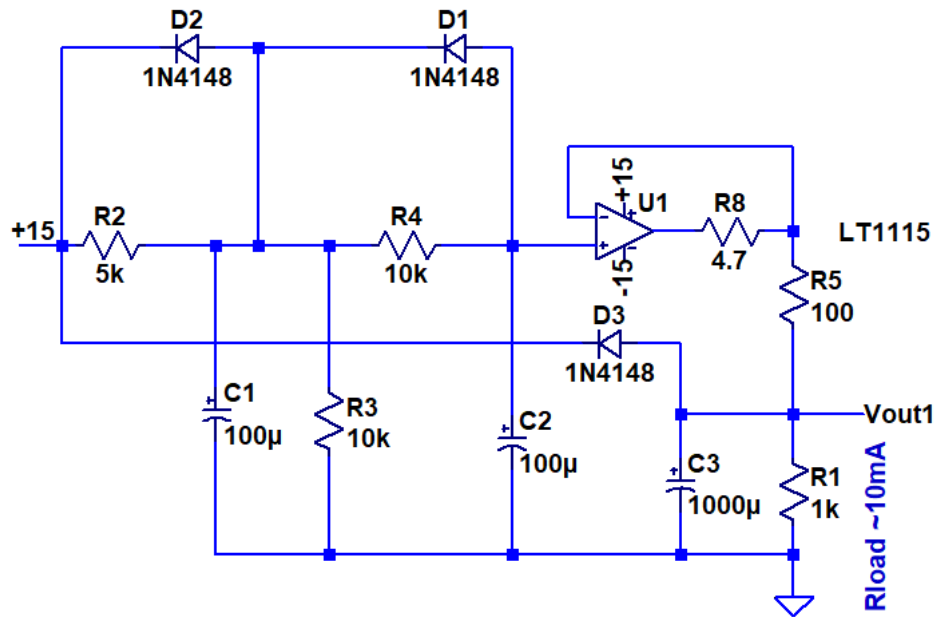 D2
1N4148
D1
1N4148
+15
R2
5k
R4
10k
+15
U1
-15
R8
4.7
LT1115
R5
100
D3
1N4148
C1
100µ
R3
10k
C2
100µ
C3
1000µ
Vout1
R1
1k
Rload ~10mA